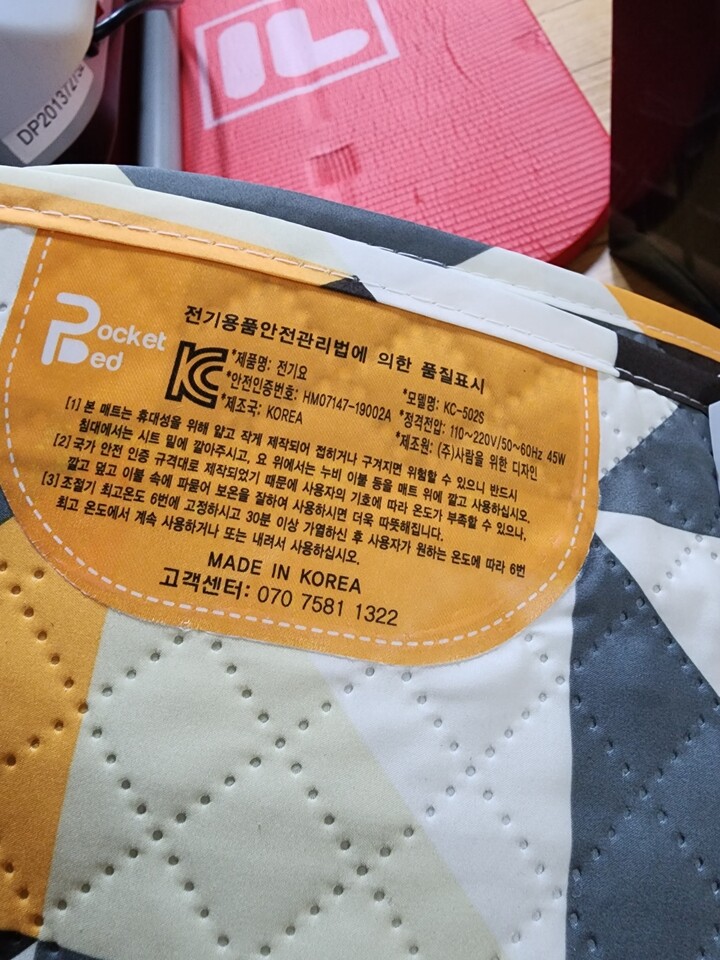 DP2013727
FILA
Pocket
Bed
전기용품안전관리법에 의한 품질표시
KC
*제품명: 전기요
*모델명: KC-502S
*안전인증번호: HM07147-19002A
*정격전압: 110~220V/50~60Hz 45W
*제조국: KOREA
*제조원: (주)사람을 위한 디자인
[1] 본 매트는 휴대성을 위해 얇고 작게 제작되어 접히거나 구겨지면 위험할 수 있으니 반드시
침대에서는 시트 밑에 깔아주시고, 요 위에서는 누비 이불 등을 매트 위에 깔고 사용하십시오.
[2] 국가 안전 인증 규격대로 제작되었기 때문에 사용자의 기호에 따라 온도가 부족할 수 있으나,
깔고 덮고 이불 속에 파묻어 보온을 잘하여 사용하시면 더욱 따뜻해집니다.
[3] 조절기 최고온도 6번에 고정하시고 30분 이상 가열하신 후 사용자가 원하는 온도에 따라 6번
최고 온도에서 계속 사용하거나 또는 내려서 사용하십시오.
MADE IN KOREA
고객센터: 070 7581 1322